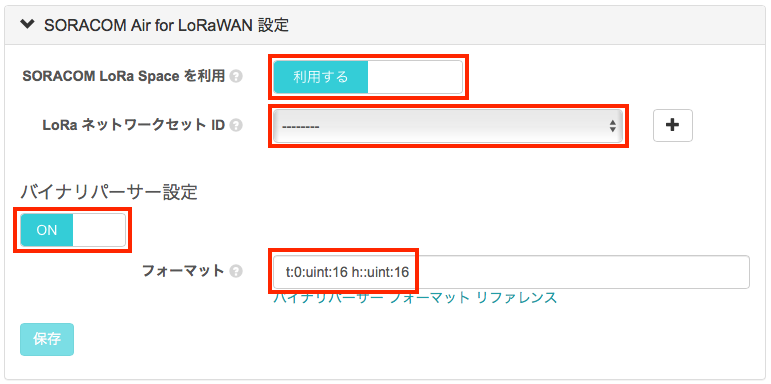 SORACOM Air for LoRaWAN 設定
SORACOM LoRa Space を利用 ?
利用する
LoRa ネットワークセット ID ?
--------
バイナリパーサー設定
ON
フォーマット ?
t:0:uint:16 h::uint:16
バイナリパーサー フォーマット リファレンス
保存